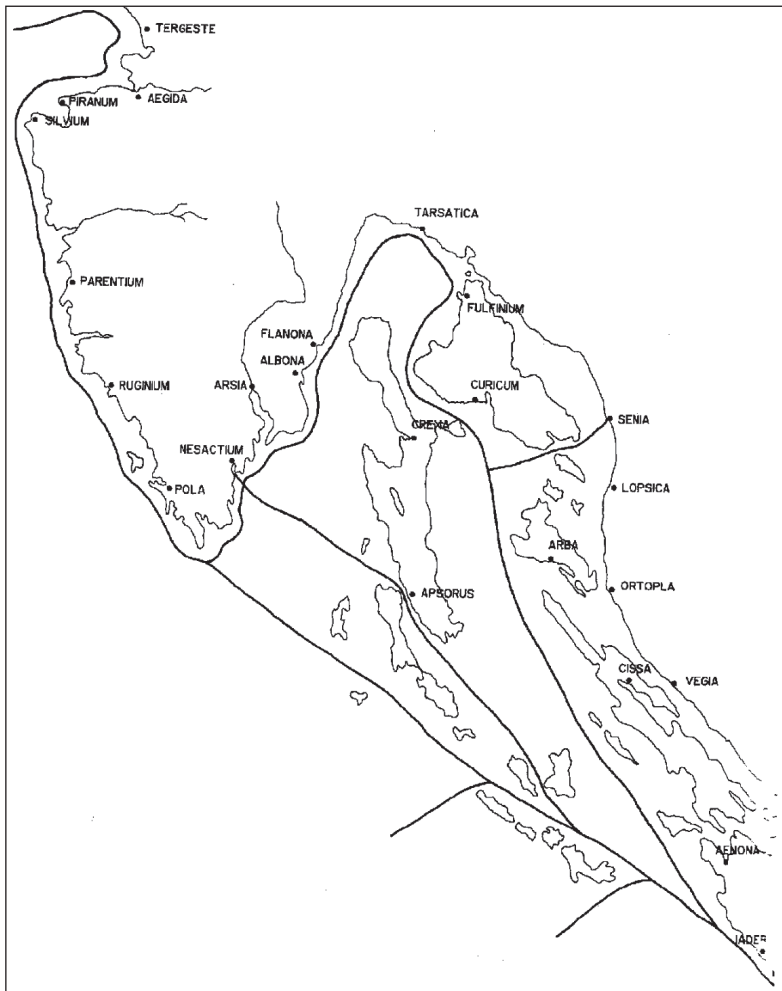 TERGESTE
PIRANUM
AEGIDA
SILVIUM
TARSATICA
PARENTIUM
FULFINIUM
FLANONA
ALBONA
RUGINIUM
ARSIA
CURICUM
SENIA
CREXA
NESACTIUM
POLA
LOPSICA
ARBA
APSORUS
ORTOPLA
CISSA
VEGIA
AENONA
IADER